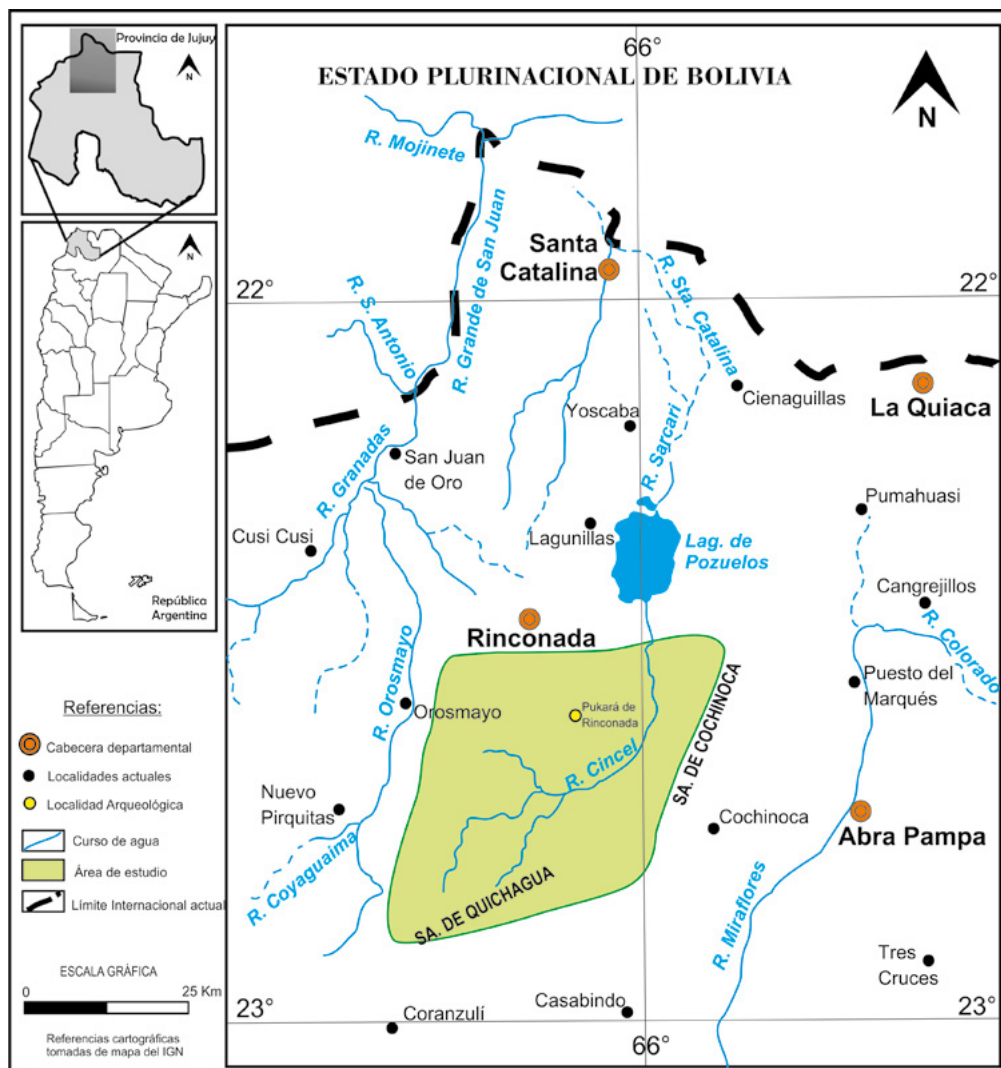 Provincia de Jujuy
N
República
Argentina
Referencias:
Cabecera departamental
Localidades actuales
Localidad Arqueológica
Curso de agua
Área de estudio
Límite Internacional actual
ESCALA GRÁFICA
0 25 Km
Referencias cartográficas
tomadas de mapa del IGN
66°
ESTADO PLURINACIONAL DE BOLIVIA
N
N
R. Mojinete
R. Grande de San Juan
Santa
Catalina
R. Sta. Catalina
22°
22°
R. S. Antonio
Cienaguillas
La Quiaca
Yoscaba
R. Sarcari
San Juan
de Oro
R. Granadas
Pumahuasi
Lagunillas
Lag. de
Pozuelos
Cusi Cusi
Cangrejillos
R. Colorado
Rinconada
Puesto del
Marqués
R. Orosmayo
Orosmayo
Pukará de
Rinconada
SA. DE COCHINOCA
R. Cincel
Nuevo
Pirquitas
Cochinoca
Abra Pampa
R. Coyaguaima
SA. DE QUICHAGUA
R. Miraflores
Tres
Cruces
23°
23°
Coranzulí
Casabindo
66°